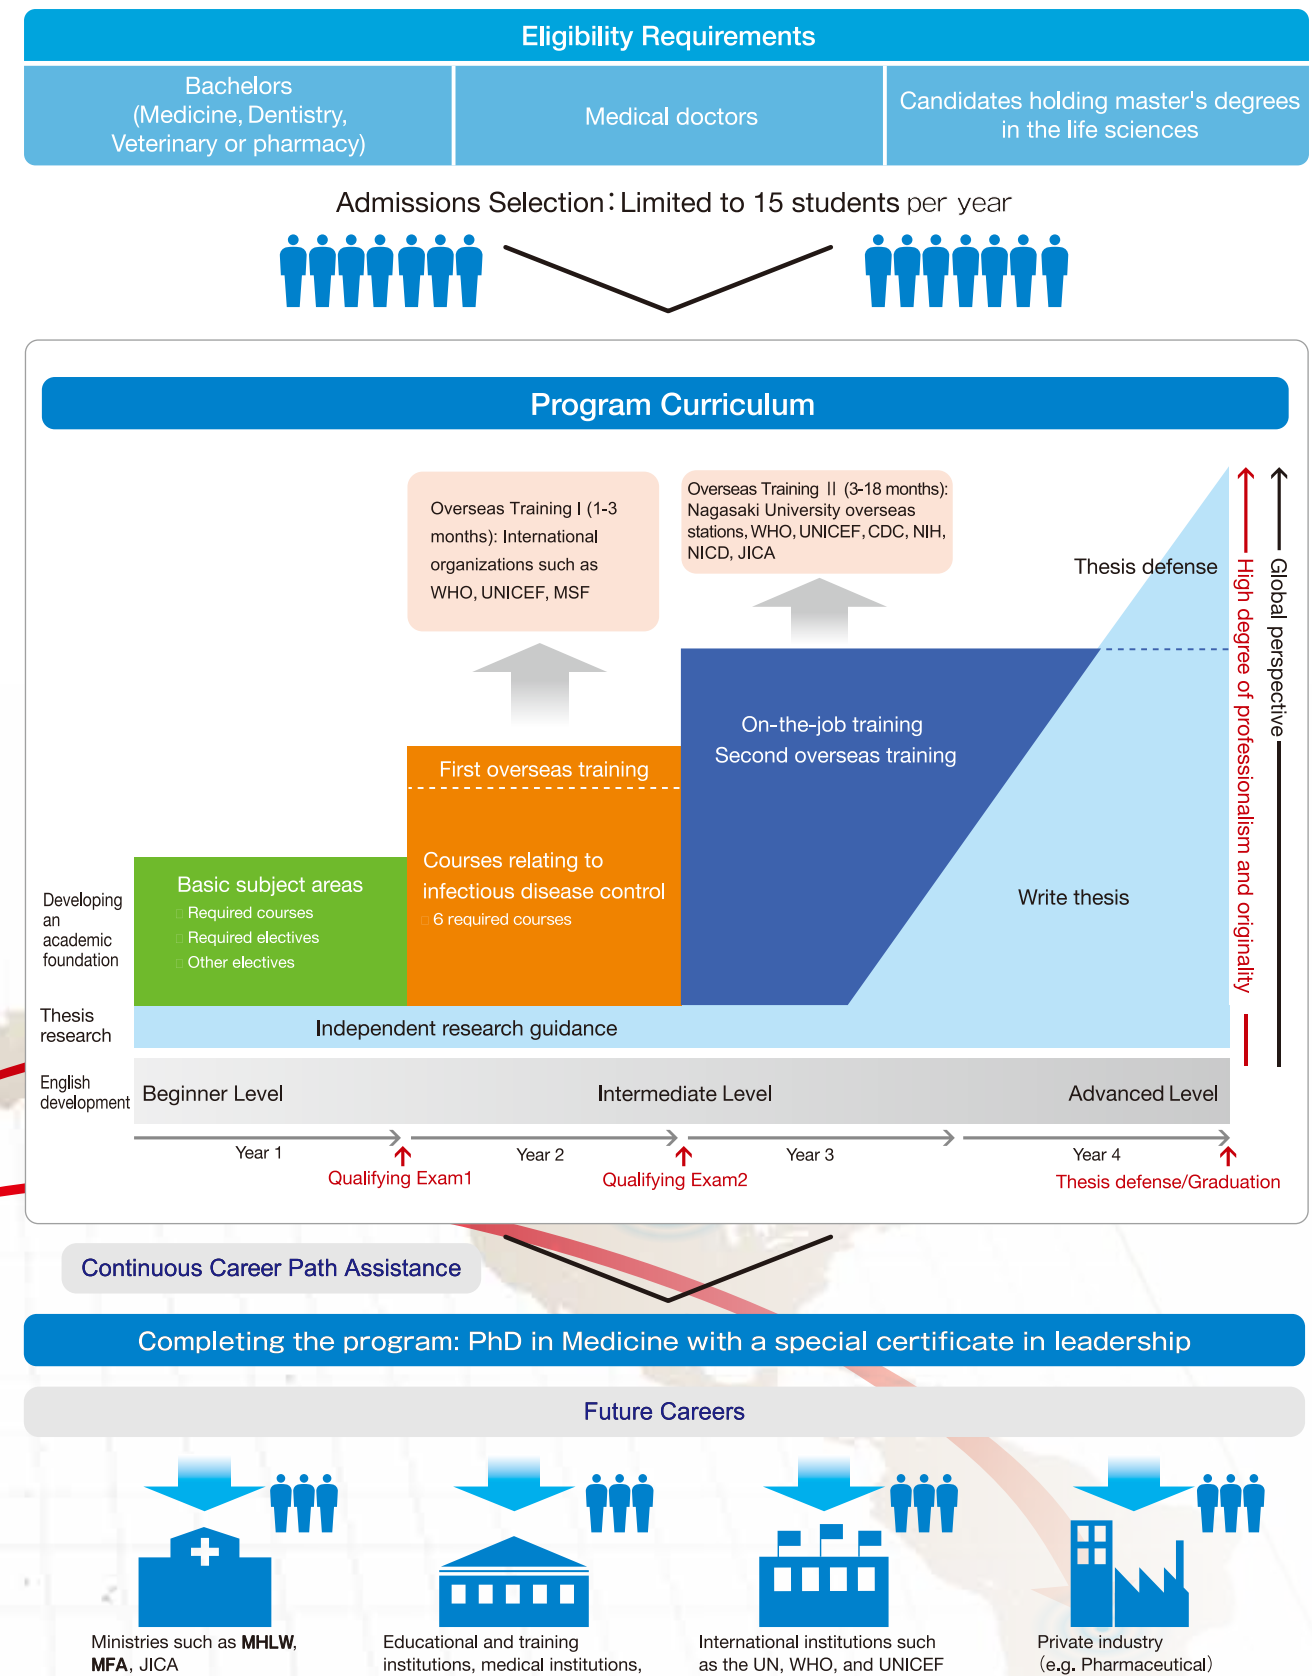 Eligibility Requirements
Bachelors
(Medicine, Dentistry,
Veterinary or pharmacy)
Medical doctors
Candidates holding master's degrees
in the life sciences
Admissions Selection：Limited to 15 students per year
Program Curriculum
Overseas Training I (1-3
months): International
organizations such as
WHO, UNICEF, MSF
Overseas Training Ⅱ (3-18 months):
Nagasaki University overseas
stations, WHO, UNICEF, CDC, NIH,
NICD, JICA
Thesis defense
High degree of professionalism and originality
Global perspective
On-the-job training
Second overseas training
First overseas training
Courses relating to
infectious disease control
6 required courses
Basic subject areas
Required courses
Required electives
Other electives
Write thesis
Developing
an
academic
foundation
Thesis
research
Independent research guidance
English
development
Beginner Level
Intermediate Level
Advanced Level
Year 1
Year 2
Year 3
Year 4
Qualifying Exam1
Qualifying Exam2
Thesis defense/Graduation
Continuous Career Path Assistance
Completing the program: PhD in Medicine with a special certificate in leadership
Future Careers
Ministries such as MHLW,
MFA, JICA
Educational and training
institutions, medical institutions,
International institutions such
as the UN, WHO, and UNICEF
Private industry
(e.g. Pharmaceutical)